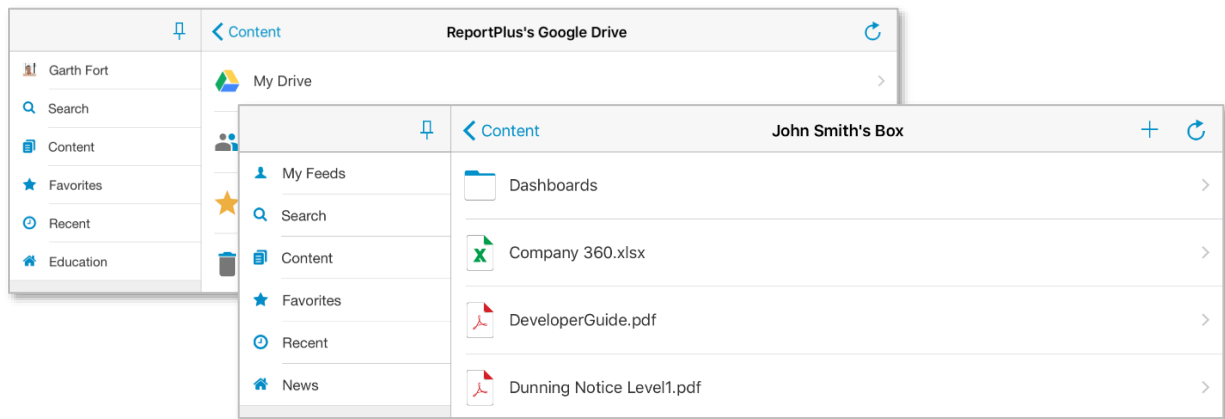 Content
ReportPlus's Google Drive
Garth Fort
Search
Content
Favorites
Recent
Education
My Drive
Content
John Smith's Box
My Feeds
Search
Content
Favorites
Recent
News
Dashboards
Company 360.xlsx
DeveloperGuide.pdf
Dunning Notice Level1.pdf